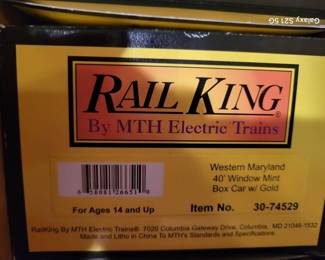 Galaxy S21 5G
RAIL KING®
By MTH Electric Trains
Western Maryland
40' Window Mint
Box Car w/ Gold
For Ages 14 and Up
Item No. 30-74529
RailKing By MTH Electric Trains® 7020 Columbia Gateway Drive, Columbia, MD 21046-1532
Made and Litho in China To MTH's Standards and Specifications